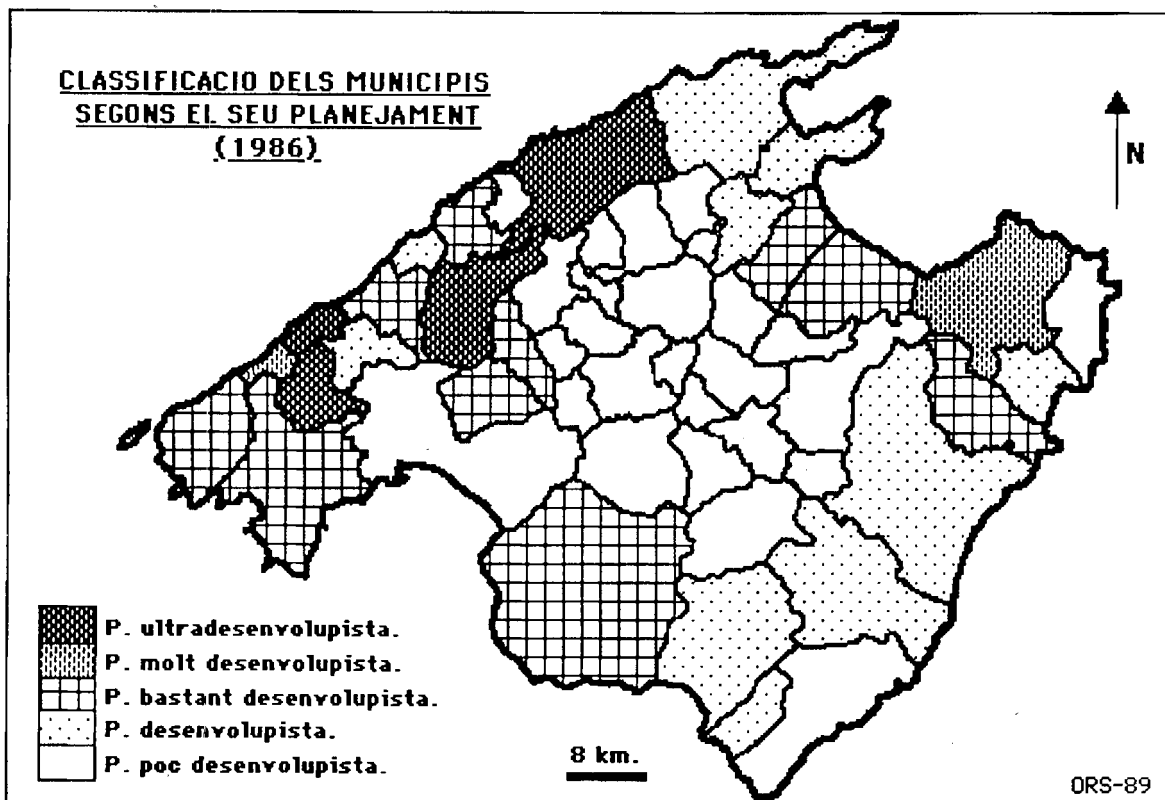 CLASSIFICACIO DELS MUNICIPIS
SEGONS EL SEU PLANEJAMENT
(1986)
N
P. ultradesenvolupista.
P. molt desenvolupista.
P. bastant desenvolupista.
P. desenvolupista.
P. poc desenvolupista.
8 km.
ORS-89